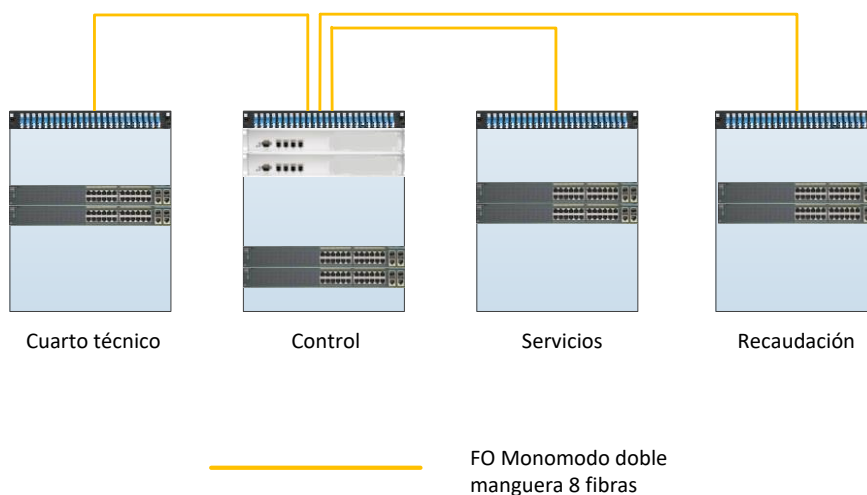 Cuarto técnico
Control
Servicios
Recaudación
FO Monomodo doble
manguera 8 fibras